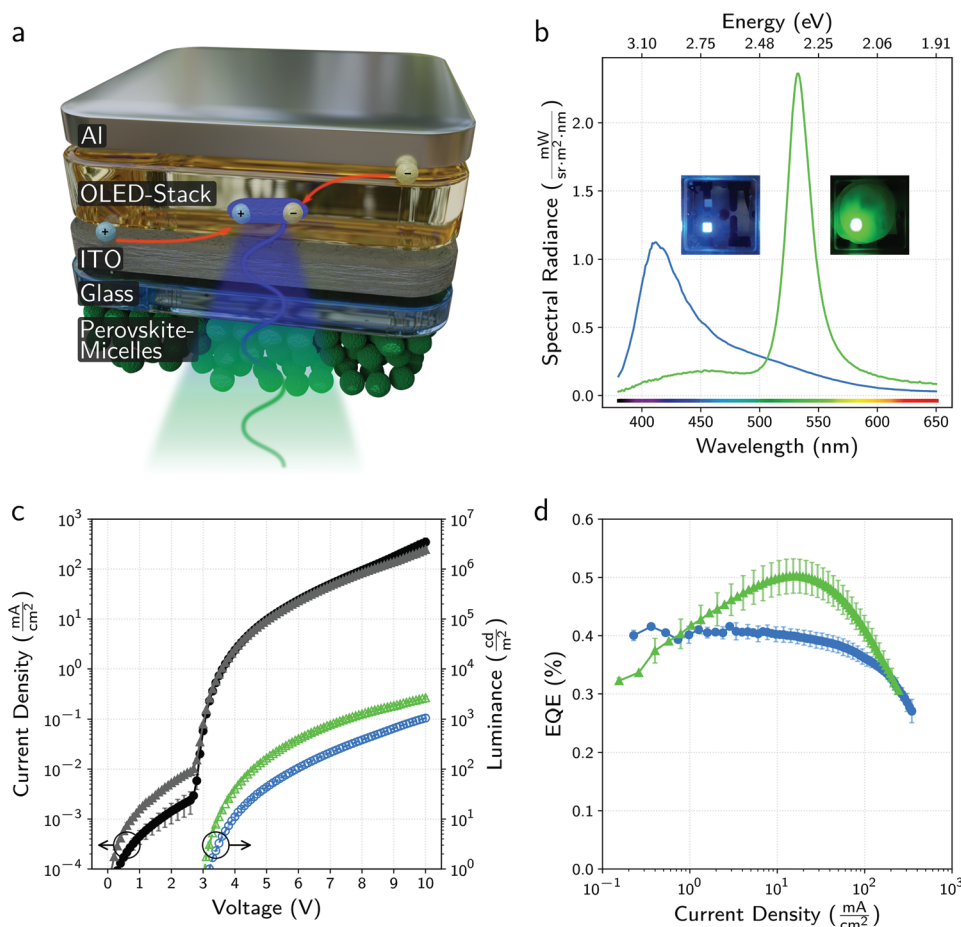 a
Al
OLED-Stack
ITO
Glass
Perovskite-
Micelles
+
-
+
-
b
Energy (eV)
3.10 2.75 2.48 2.25 2.06 1.91
Spectral Radiance (mW/sr·m²·nm)
2.0
1.5
1.0
0.5
0.0
400 450 500 550 600 650
Wavelength (nm)
c
Current Density (mA/cm²)
10³
10²
10¹
10⁰
10⁻¹
10⁻²
10⁻³
10⁻⁴
0 1 2 3 4 5 6 7 8 9 10
Voltage (V)
10⁷
10⁶
10⁵
10⁴
10³
10²
10¹
10⁰
Luminance (cd/m²)
d
EQE (%)
0.6
0.5
0.4
0.3
0.2
0.1
0.0
10⁻¹ 10⁰ 10¹ 10² 10³
Current Density (mA/cm²)